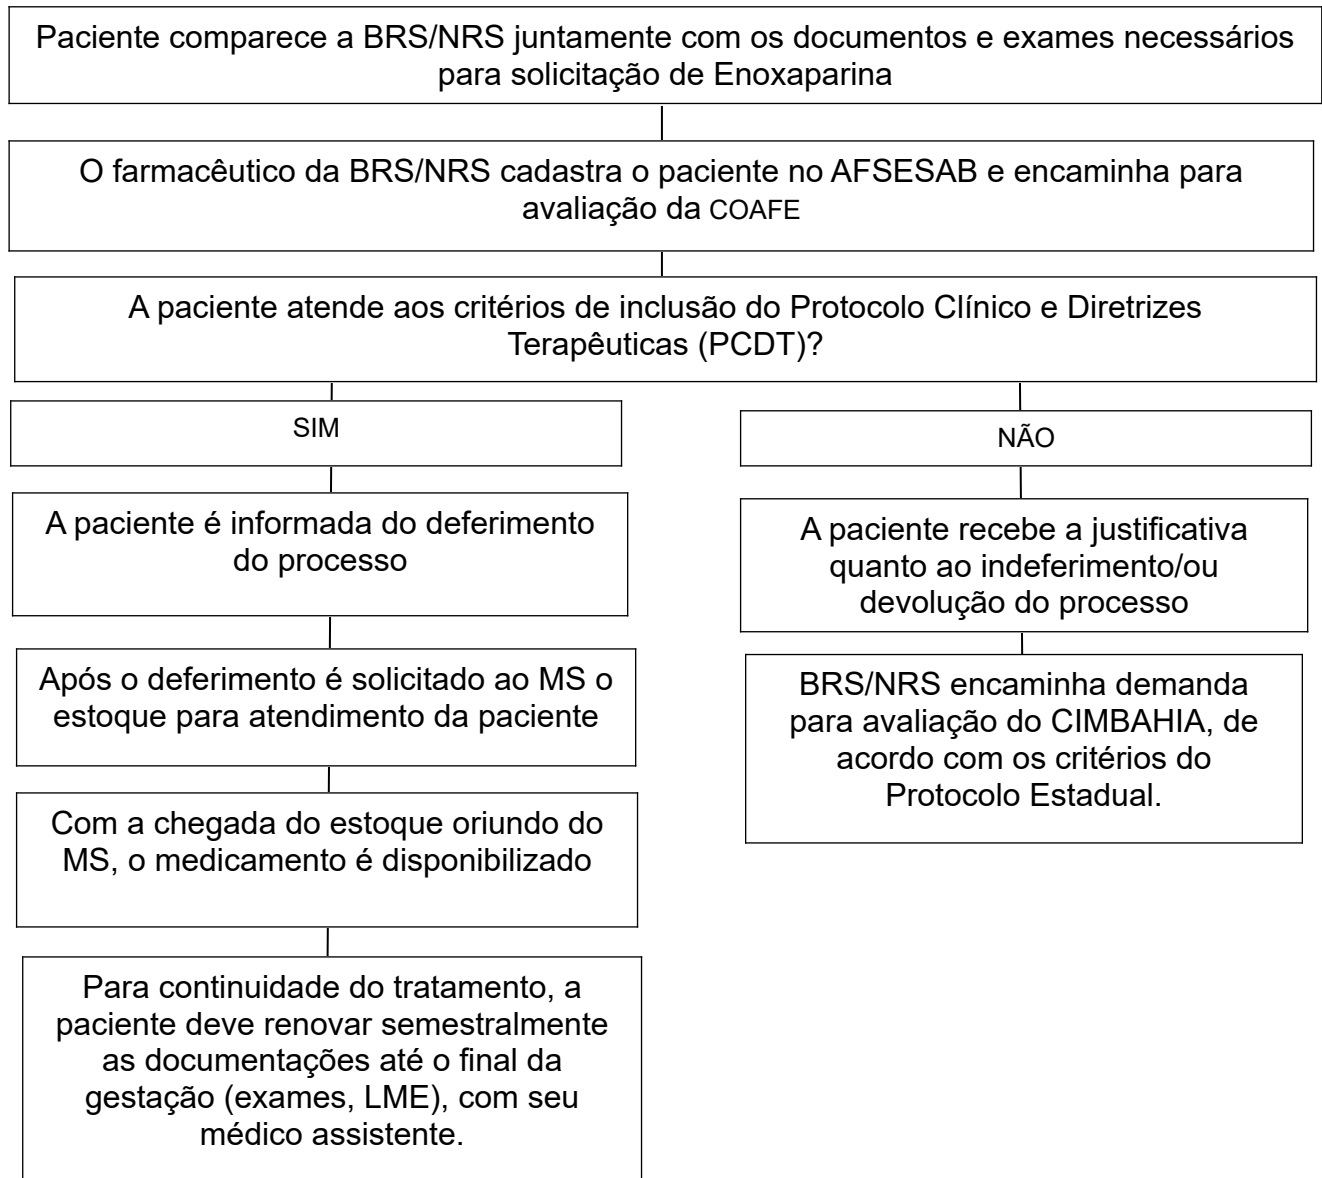 Paciente comparece a BRS/NRS juntamente com os documentos e exames necessários
para solicitação de Enoxaparina
O farmacêutico da BRS/NRS cadastra o paciente no AFSESAB e encaminha para
avaliação da COAFE
A paciente atende aos critérios de inclusão do Protocolo Clínico e Diretrizes
Terapêuticas (PCDT)?
SIM
A paciente é informada do deferimento
do processo
Após o deferimento é solicitado ao MS o
estoque para atendimento da paciente
Com a chegada do estoque oriundo do
MS, o medicamento é disponibilizado
Para continuidade do tratamento, a
paciente deve renovar semestralmente
as documentações até o final da
gestação (exames, LME), com seu
médico assistente.
NÃO
A paciente recebe a justificativa
quanto ao indeferimento/ou
devolução do processo
BRS/NRS encaminha demanda
para avaliação do CIMBAHIA, de
acordo com os critérios do
Protocolo Estadual.